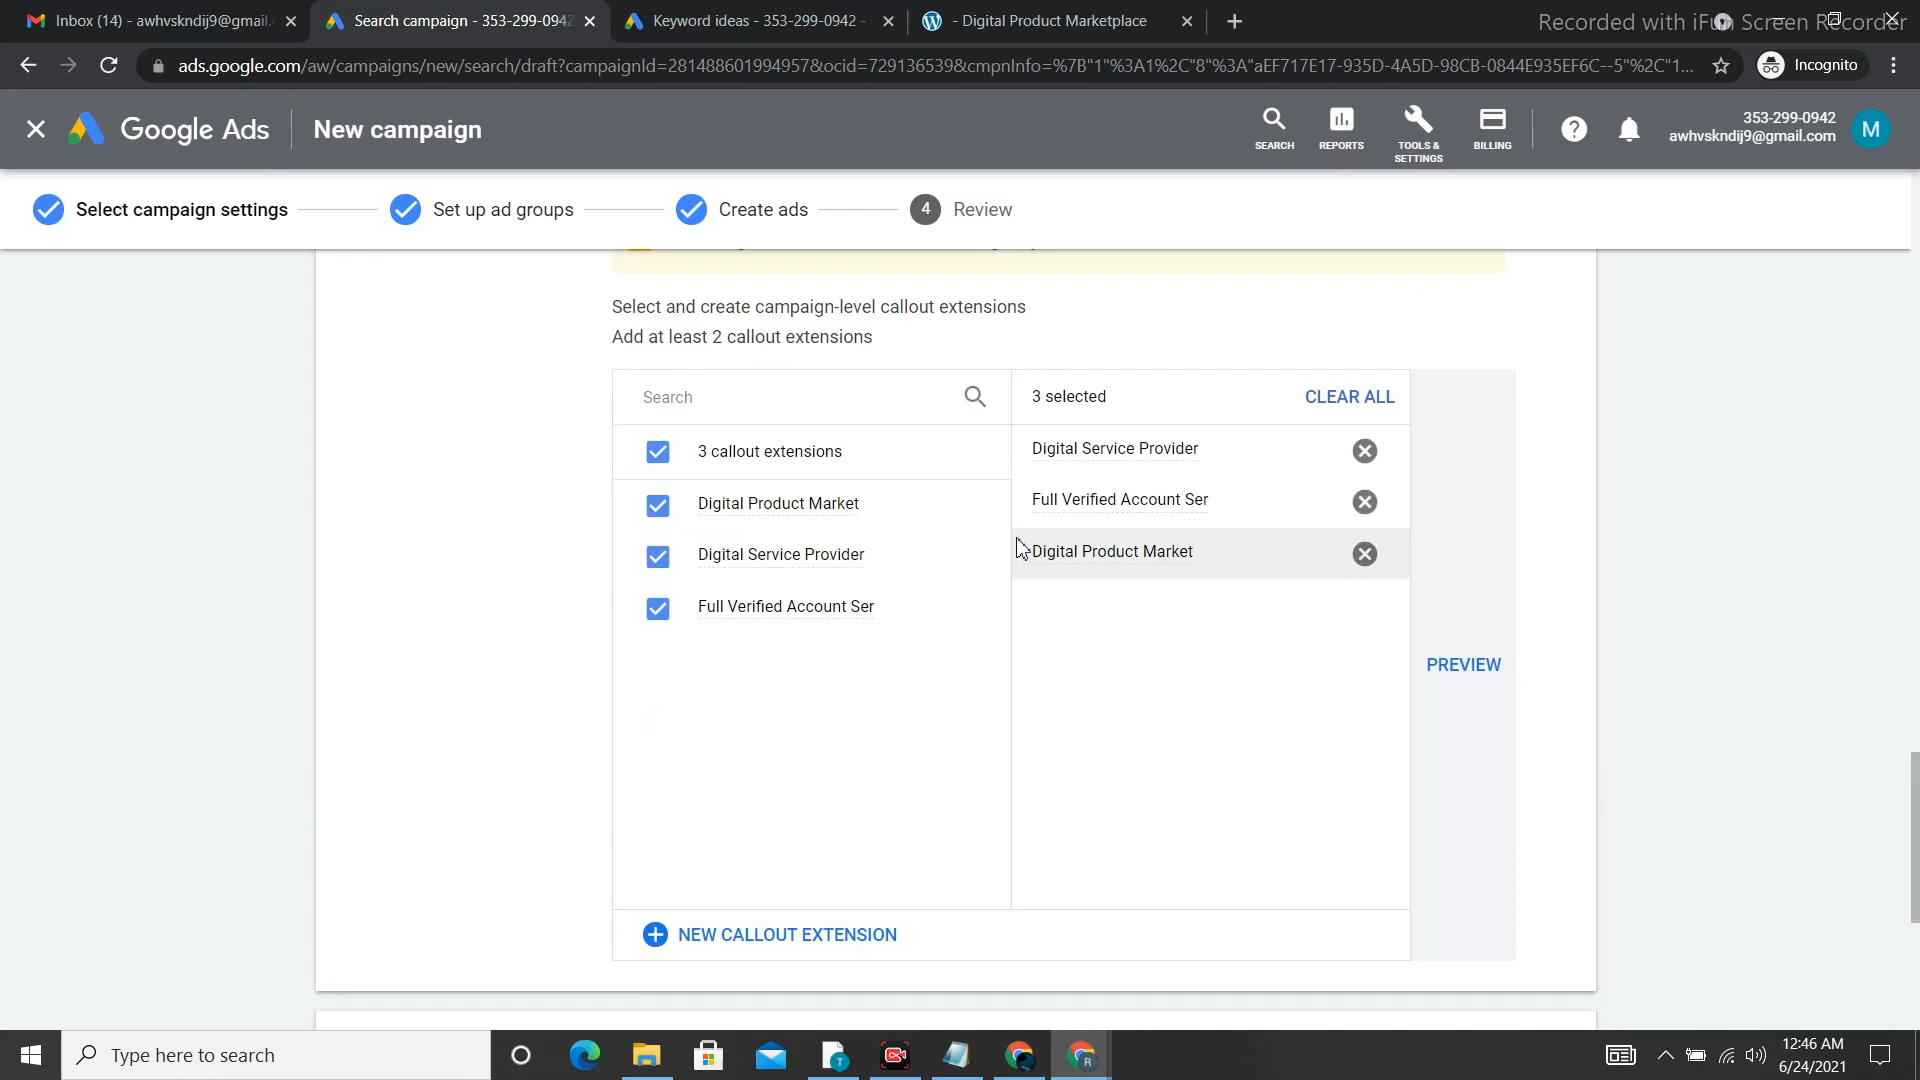 Inbox (14) - awhvskndij9@gmail.
Search campaign - 353-299-0942
Keyword ideas - 353-299-0942 -
- Digital Product Marketplace
Recorded with iFun Screen Recorder
ads.google.com/aw/campaigns/new/search/draft?campaignId=281488601994957&ocid=729136539&cmpnInfo=%7B"1"%3A1%2C"8"%3A"aEF717E17-935D-4A5D-98CB-0844E935EF6C--5"%2C"1...
Incognito
Google Ads
New campaign
SEARCH
REPORTS
TOOLS &
SETTINGS
BILLING
353-299-0942
awhvskndij9@gmail.com
M
Select campaign settings
Set up ad groups
Create ads
4
Review
Select and create campaign-level callout extensions
Add at least 2 callout extensions
Search
3 selected
CLEAR ALL
3 callout extensions
Digital Product Market
Digital Service Provider
Full Verified Account Ser
Digital Service Provider
Full Verified Account Ser
Digital Product Market
PREVIEW
NEW CALLOUT EXTENSION
Type here to search
12:46 AM
6/24/2021